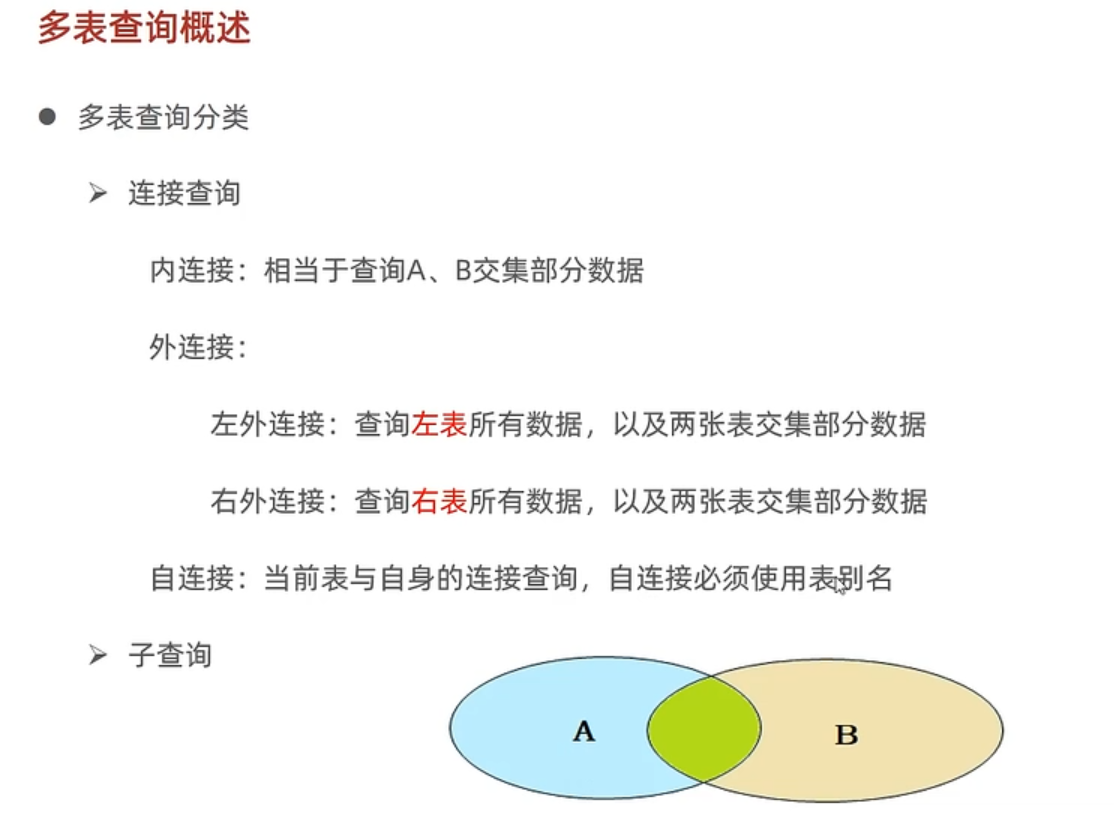 多表查询概述
多表查询分类
连接查询
内连接：相当于查询A、B交集部分数据
外连接：
左外连接：查询左表所有数据，以及两张表交集部分数据
右外连接：查询右表所有数据，以及两张表交集部分数据
自连接：当前表与自身的连接查询，自连接必须使用表别名
子查询
A
B